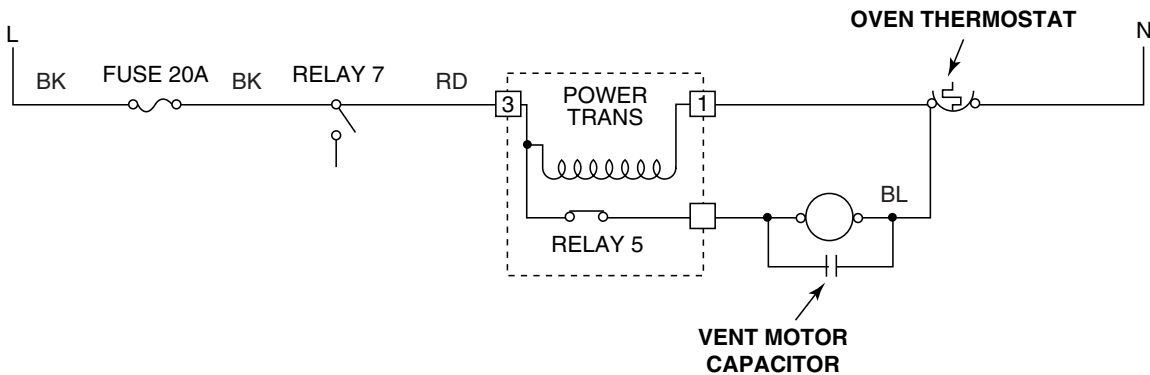 OVEN THERMOSTAT
L
N
BK
FUSE 20A
BK
RELAY 7
RD
3
POWER
TRANS
1
BL
RELAY 5
VENT MOTOR
CAPACITOR